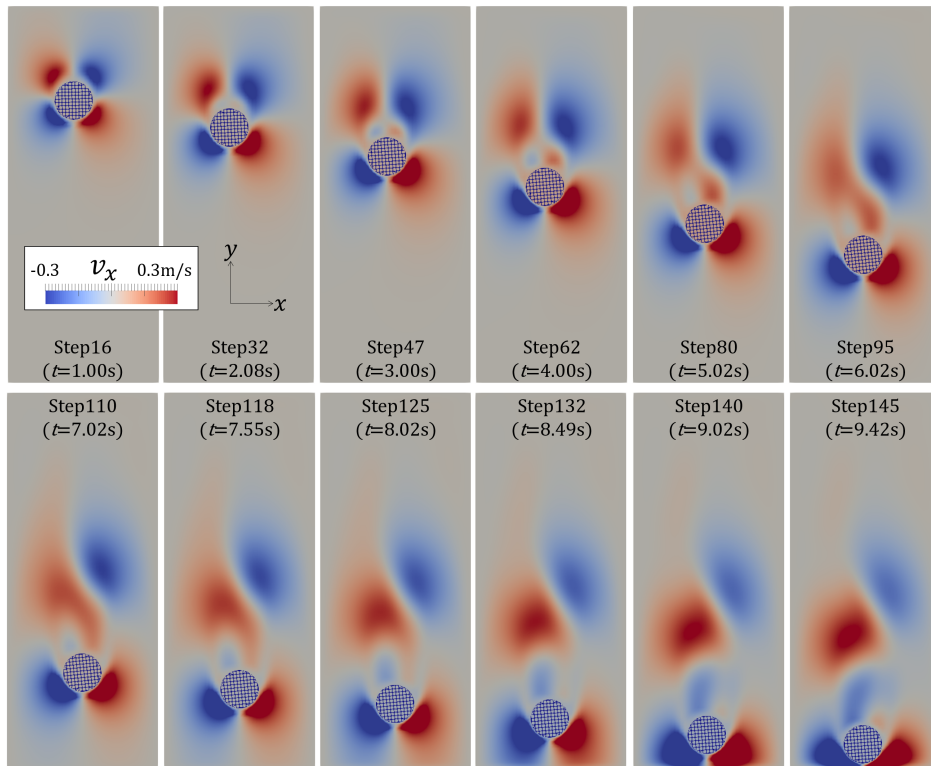 -0.3 vₓ 0.3m/s
y
x
Step16
(t=1.00s)
Step32
(t=2.08s)
Step47
(t=3.00s)
Step62
(t=4.00s)
Step80
(t=5.02s)
Step95
(t=6.02s)
Step110
(t=7.02s)
Step118
(t=7.55s)
Step125
(t=8.02s)
Step132
(t=8.49s)
Step140
(t=9.02s)
Step145
(t=9.42s)